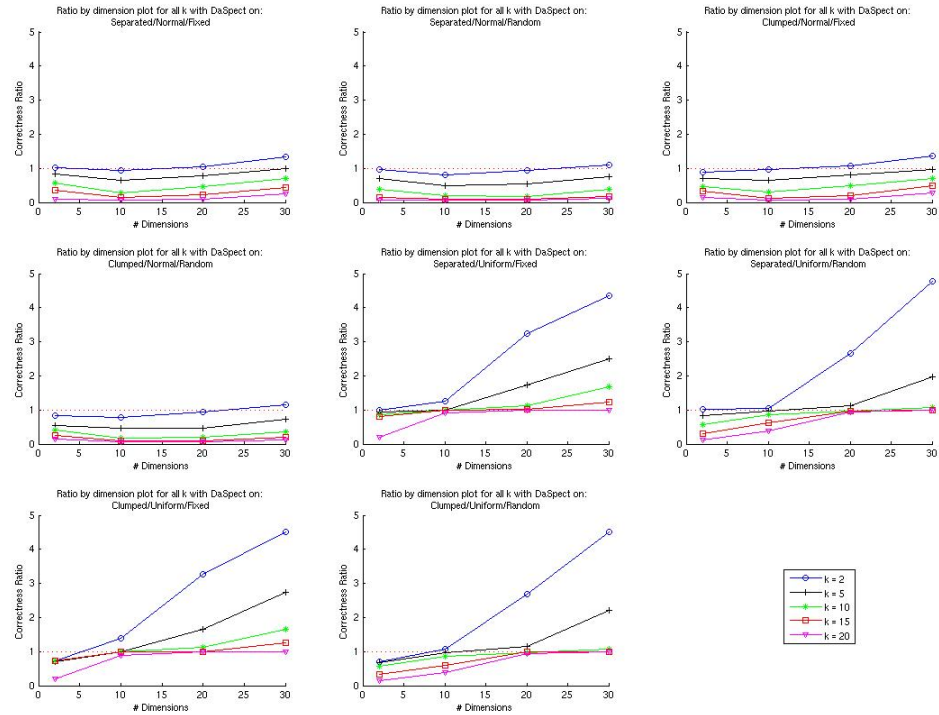 Ratio by dimension plot for all k with DaSpect on:
Separated/Normal/Fixed
5
4
3
2
1
0
Correctness Ratio
0 5 10 15 20 25 30
# Dimensions
Ratio by dimension plot for all k with DaSpect on:
Separated/Normal/Random
5
4
3
2
1
0
Correctness Ratio
0 5 10 15 20 25 30
# Dimensions
Ratio by dimension plot for all k with DaSpect on:
Clumped/Normal/Fixed
5
4
3
2
1
0
Correctness Ratio
0 5 10 15 20 25 30
# Dimensions
Ratio by dimension plot for all k with DaSpect on:
Clumped/Normal/Random
5
4
3
2
1
0
Correctness Ratio
0 5 10 15 20 25 30
# Dimensions
Ratio by dimension plot for all k with DaSpect on:
Separated/Uniform/Fixed
5
4
3
2
1
0
Correctness Ratio
0 5 10 15 20 25 30
# Dimensions
Ratio by dimension plot for all k with DaSpect on:
Separated/Uniform/Random
5
4
3
2
1
0
Correctness Ratio
0 5 10 15 20 25 30
# Dimensions
Ratio by dimension plot for all k with DaSpect on:
Clumped/Uniform/Fixed
5
4
3
2
1
0
Correctness Ratio
0 5 10 15 20 25 30
# Dimensions
Ratio by dimension plot for all k with DaSpect on:
Clumped/Uniform/Random
5
4
3
2
1
0
Correctness Ratio
0 5 10 15 20 25 30
# Dimensions
k = 2
k = 5
k = 10
k = 15
k = 20